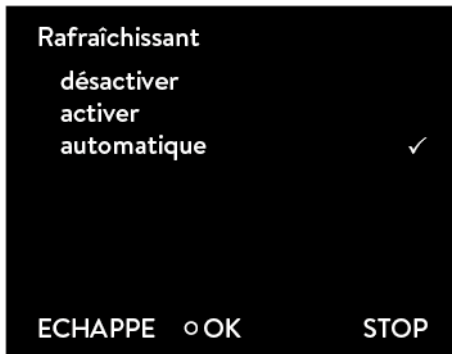 Rafraîchissant
désactiver
activer
automatique ✓
ECHAPPE ○ OK STOP